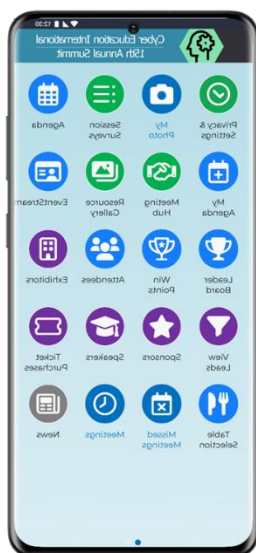 12:30
Cyber Education International
15th Annual Summit
Privacy &
Settings
My
Photo
Session
Surveys
Agenda
My
Agenda
Meeting
Hub
Resource
Gallery
EventStream
Leader
Board
Win
Points
Attendees
Exhibitors
View
Leads
Sponsors
Speakers
Ticket
Purchases
Table
Selection
Missed
Meetings
Meetings
News